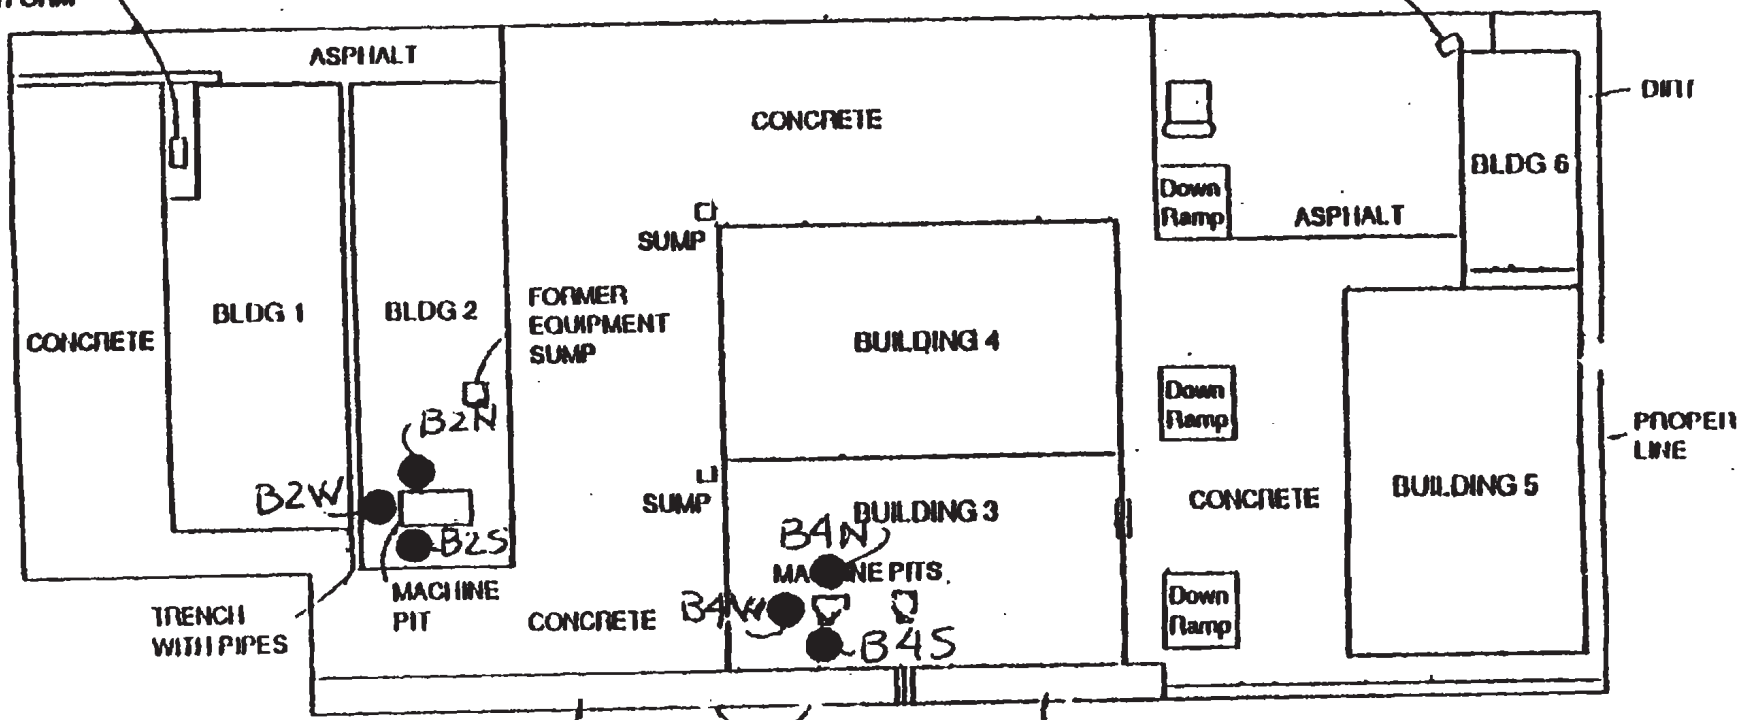 ASPHALT
CONCRETE
DIRT
BLDG 6
Down
Ramp
ASPHALT
SUMP
BLDG 1
BLDG 2
FORMER
EQUIPMENT
SUMP
CONCRETE
BUILDING 4
Down
Ramp
B2N
PROPER
LINE
B2W
B2S
SUMP
BUILDING 3
CONCRETE
BUILDING 5
B4N
MACHINE PITS
MACHINE
PIT
TRENCH
WITH PIPES
CONCRETE
B4W
B4S
Down
Ramp